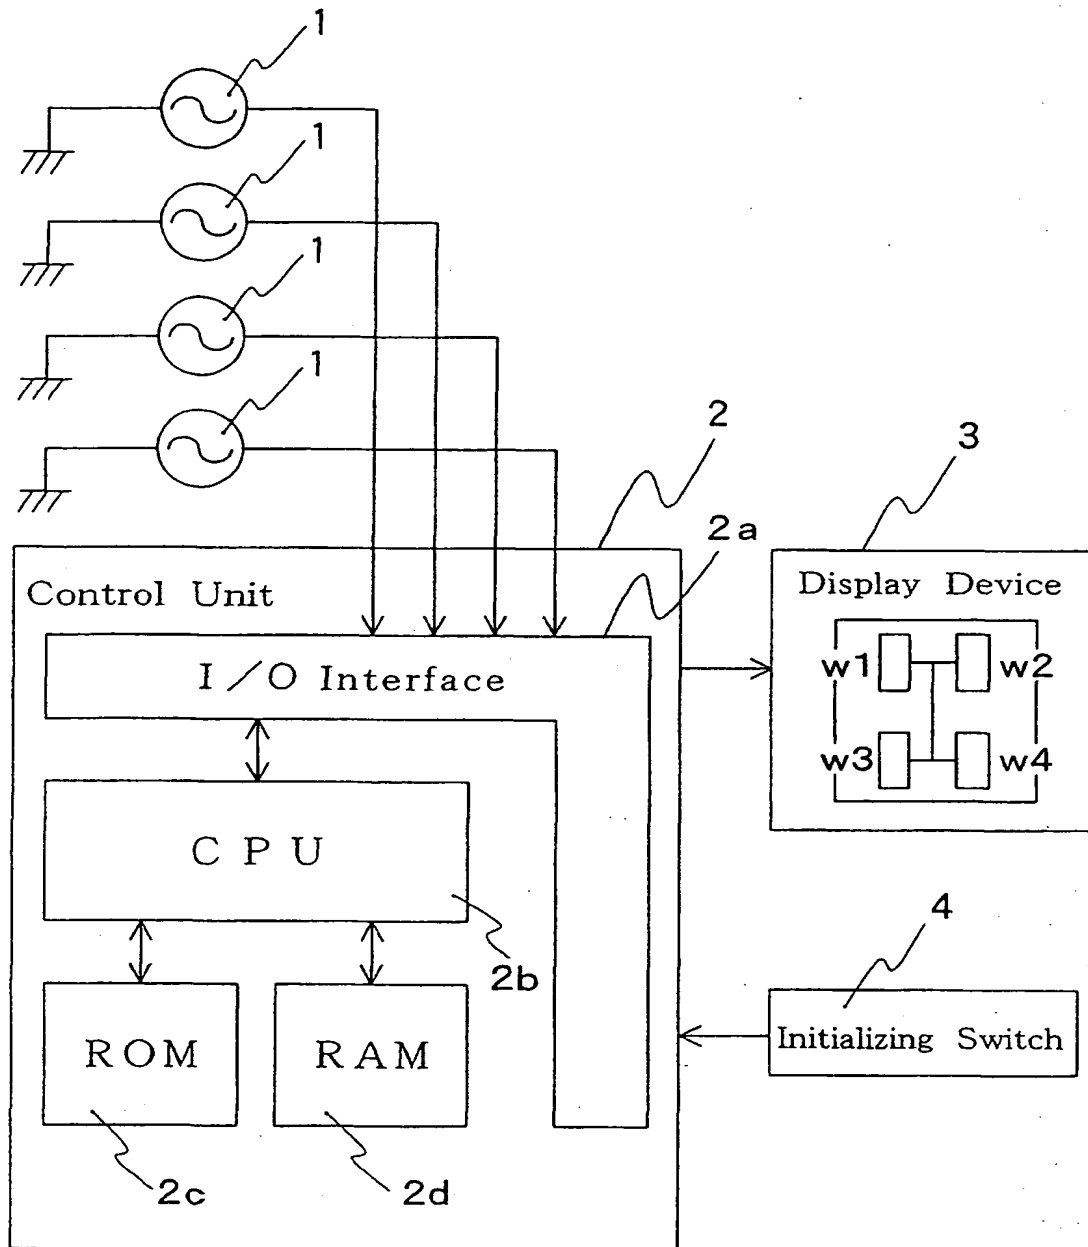 1
1
1
1
2
3
2a
Control Unit
Display Device
I/O Interface
w1 w2
w3 w4
CPU
2b
4
Initializing Switch
ROM RAM
2c 2d